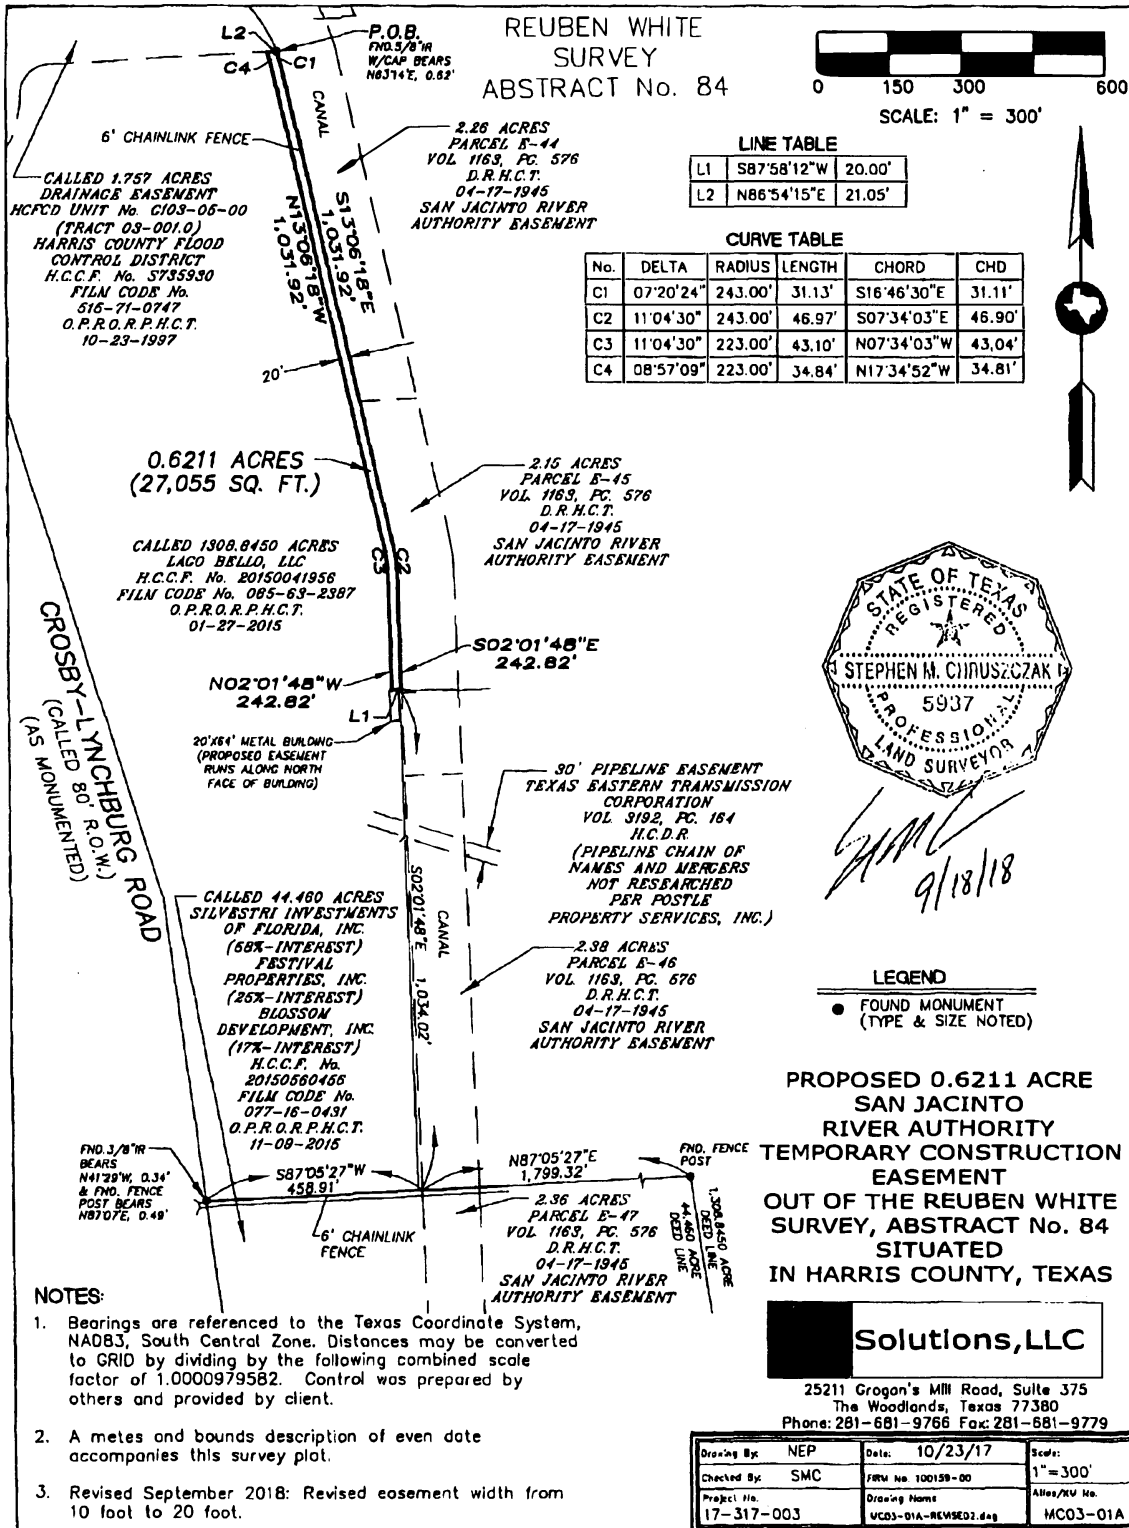 REUBEN WHITE
SURVEY
ABSTRACT No. 84
0 150 300 600
SCALE: 1" = 300'
L2
P.O.B.
FND.5/8"IR
W/CAP BEARS
N63°14'E, 0.62'
C4
C1
CANAL
6' CHAINLINK FENCE
2.26 ACRES
PARCEL E-44
VOL 1163, PG. 576
D.R.H.C.T.
04-17-1945
SAN JACINTO RIVER
AUTHORITY EASEMENT
CALLED 1.757 ACRES
DRAINAGE EASEMENT
HCFCD UNIT No. C103-05-00
(TRACT 03-001.0)
HARRIS COUNTY FLOOD
CONTROL DISTRICT
H.C.C.F. No. S735930
FILM CODE No.
515-71-0747
O.P.R.O.R.P.H.C.T.
10-23-1997
S13°06'18"E
1,031.92'
N13°06'18"W
1,031.92'
20'
LINE TABLE
L1 S87°58'12"W 20.00'
L2 N86°54'15"E 21.05'
CURVE TABLE
No. DELTA RADIUS LENGTH CHORD CHD
C1 07°20'24" 243.00' 31.13' S16°46'30"E 31.11'
C2 11°04'30" 243.00' 46.97' S07°34'03"E 46.90'
C3 11°04'30" 223.00' 43.10' N07°34'03"W 43.04'
C4 08°57'09" 223.00' 34.84' N17°34'52"W 34.81'
0.6211 ACRES
(27,055 SQ. FT.)
2.15 ACRES
PARCEL E-45
VOL 1163, PG. 576
D.R.H.C.T.
04-17-1945
SAN JACINTO RIVER
AUTHORITY EASEMENT
CALLED 1308.8450 ACRES
LAGO BELLO, LLC
H.C.C.F. No. 20150041956
FILM CODE No. 085-63-2387
O.P.R.O.R.P.H.C.T.
01-27-2015
C3
C2
S02°01'48"E
242.82'
N02°01'48"W
242.82'
L1
20'X64' METAL BUILDING
(PROPOSED EASEMENT
RUNS ALONG NORTH
FACE OF BUILDING)
CROSBY-LYNCHBURG ROAD
(CALLED 80' R.O.W.)
(AS MONUMENTED)
STATE OF TEXAS
REGISTERED
STEPHEN M. CHRUSZCZAK
5937
PROFESSIONAL
LAND SURVEYOR
SMC
9/18/18
30' PIPELINE EASEMENT
TEXAS EASTERN TRANSMISSION
CORPORATION
VOL 3192, PG. 164
H.C.D.R.
(PIPELINE CHAIN OF
NAMES AND MERGERS
NOT RESEARCHED
PER POSTLE
PROPERTY SERVICES, INC.)
S02°01'48"E 1,034.02'
CANAL
CALLED 44.460 ACRES
SILVESTRI INVESTMENTS
OF FLORIDA, INC.
(58%-INTEREST)
FESTIVAL
PROPERTIES, INC.
(25%-INTEREST)
BLOSSOM
DEVELOPMENT, INC.
(17%-INTEREST)
H.C.C.F. No.
20150560456
FILM CODE No.
077-16-0431
O.P.R.O.R.P.H.C.T.
11-09-2015
2.38 ACRES
PARCEL E-46
VOL 1163, PG. 576
D.R.H.C.T.
04-17-1945
SAN JACINTO RIVER
AUTHORITY EASEMENT
LEGEND
FOUND MONUMENT
(TYPE & SIZE NOTED)
FND.3/8"IR
BEARS
N41°29'W, 0.34'
& FND. FENCE
POST BEARS
N87°07'E, 0.49'
S87°05'27"W
458.91'
N87°05'27"E
1,799.32'
FND. FENCE
POST
6' CHAINLINK
FENCE
2.36 ACRES
PARCEL E-47
VOL 1163, PG. 576
D.R.H.C.T.
04-17-1945
SAN JACINTO RIVER
AUTHORITY EASEMENT
1,308.8450 ACRE
DEED LINE
44.460 ACRE
DEED LINE
PROPOSED 0.6211 ACRE
SAN JACINTO
RIVER AUTHORITY
TEMPORARY CONSTRUCTION
EASEMENT
OUT OF THE REUBEN WHITE
SURVEY, ABSTRACT No. 84
SITUATED
IN HARRIS COUNTY, TEXAS
NOTES:
1. Bearings are referenced to the Texas Coordinate System,
NAD83, South Central Zone. Distances may be converted
to GRID by dividing by the following combined scale
factor of 1.0000979582. Control was prepared by
others and provided by client.
2. A metes and bounds description of even date
accompanies this survey plat.
3. Revised September 2018: Revised easement width from
10 foot to 20 foot.
Solutions,LLC
25211 Grogan's Mill Road, Suite 375
The Woodlands, Texas 77380
Phone: 281-681-9766 Fax: 281-681-9779
Drawing By: NEP Date: 10/23/17 Scale:
1"=300'
Checked By: SMC FIRM No. 100159-00
Project No. Drawing Name
17-317-003 MC03-01A-REVISED2.dwg MC03-01A